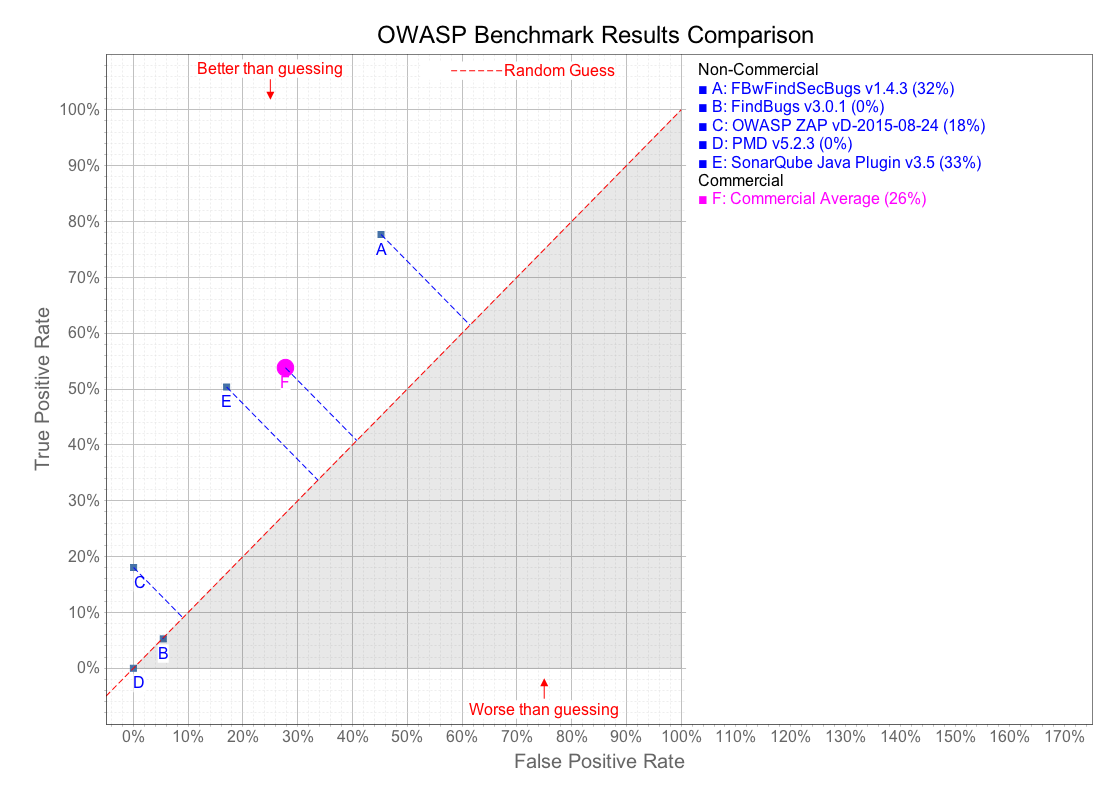 OWASP Benchmark Results Comparison
Better than guessing
Random Guess
Non-Commercial
A: FBwFindSecBugs v1.4.3 (32%)
B: FindBugs v3.0.1 (0%)
C: OWASP ZAP vD-2015-08-24 (18%)
D: PMD v5.2.3 (0%)
E: SonarQube Java Plugin v3.5 (33%)
Commercial
F: Commercial Average (26%)
True Positive Rate
100%
90%
80%
70%
60%
50%
40%
30%
20%
10%
0%
A
F
E
C
B
D
Worse than guessing
0% 10% 20% 30% 40% 50% 60% 70% 80% 90% 100% 110% 120% 130% 140% 150% 160% 170%
False Positive Rate